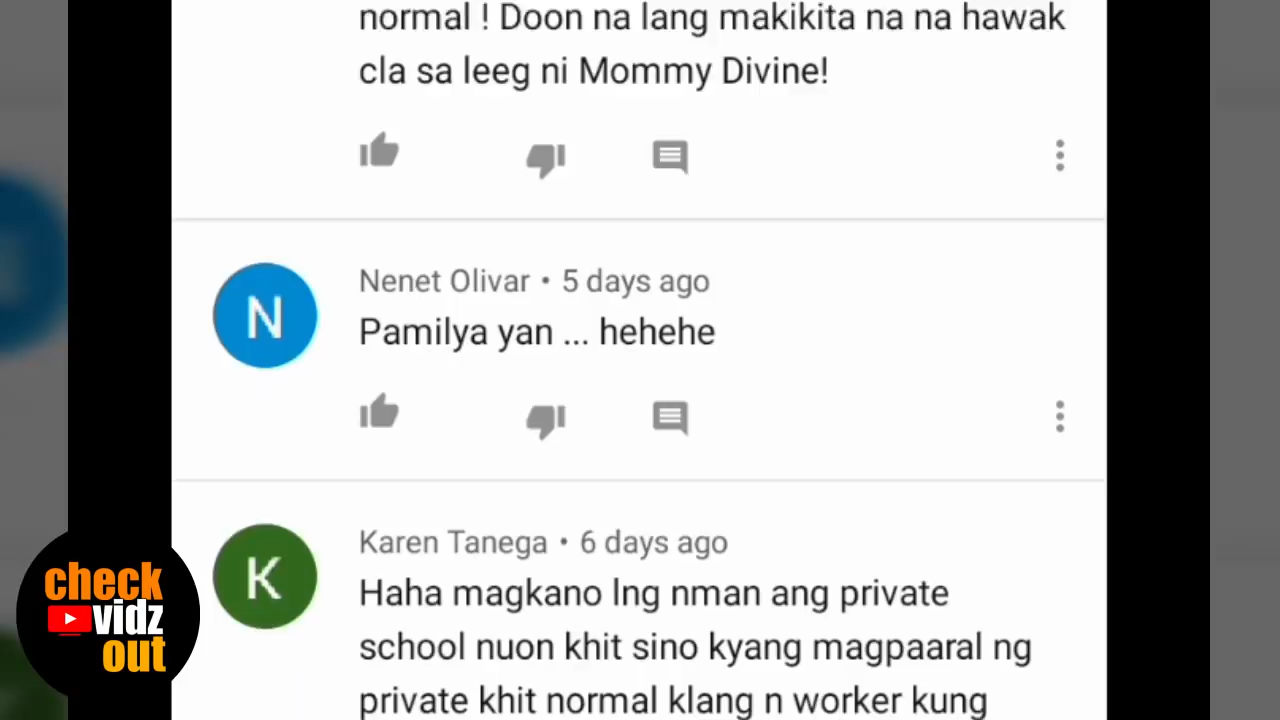 normal ! Doon na lang makikita na na hawak
cla sa leeg ni Mommy Divine!
N
Nenet Olivar • 5 days ago
Pamilya yan ... hehehe
K
Karen Tanega • 6 days ago
Haha magkano lng nman ang private
school nuon khit sino kyang magpaaral ng
private khit normal klang n worker kung
check
vidz
out